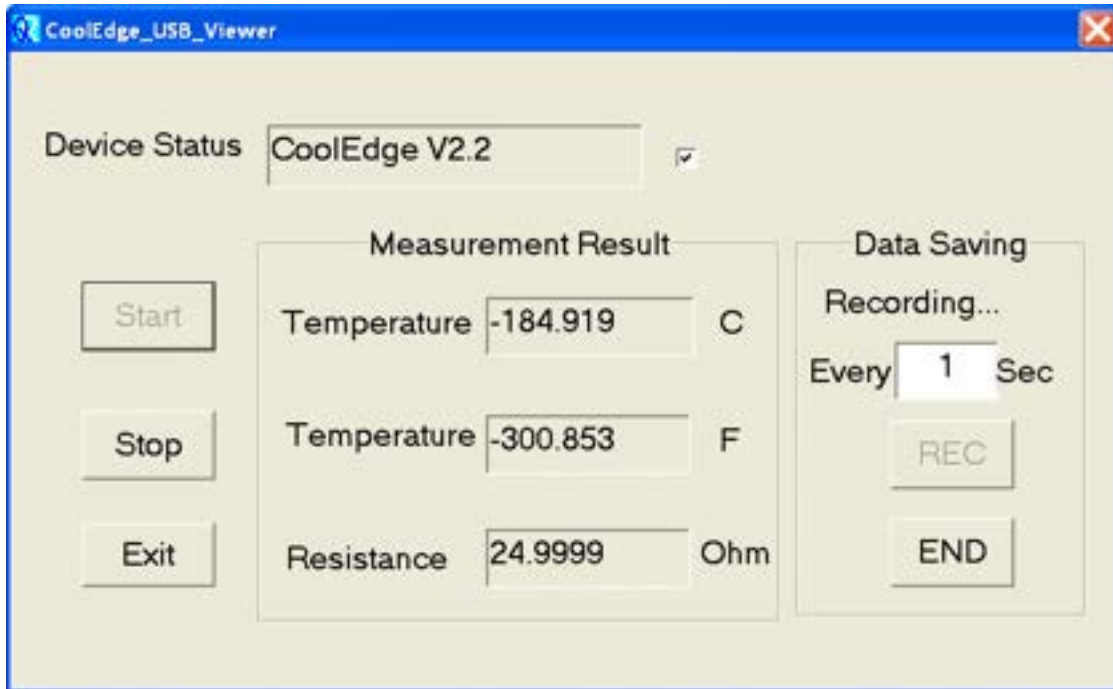 CoolEdge_USB_Viewer
Device Status CoolEdge V2.2
Measurement Result
Data Saving
Start
Temperature -184.919 C
Recording...
Every 1 Sec
Stop
Temperature -300.853 F
REC
Exit
Resistance 24.9999 Ohm
END